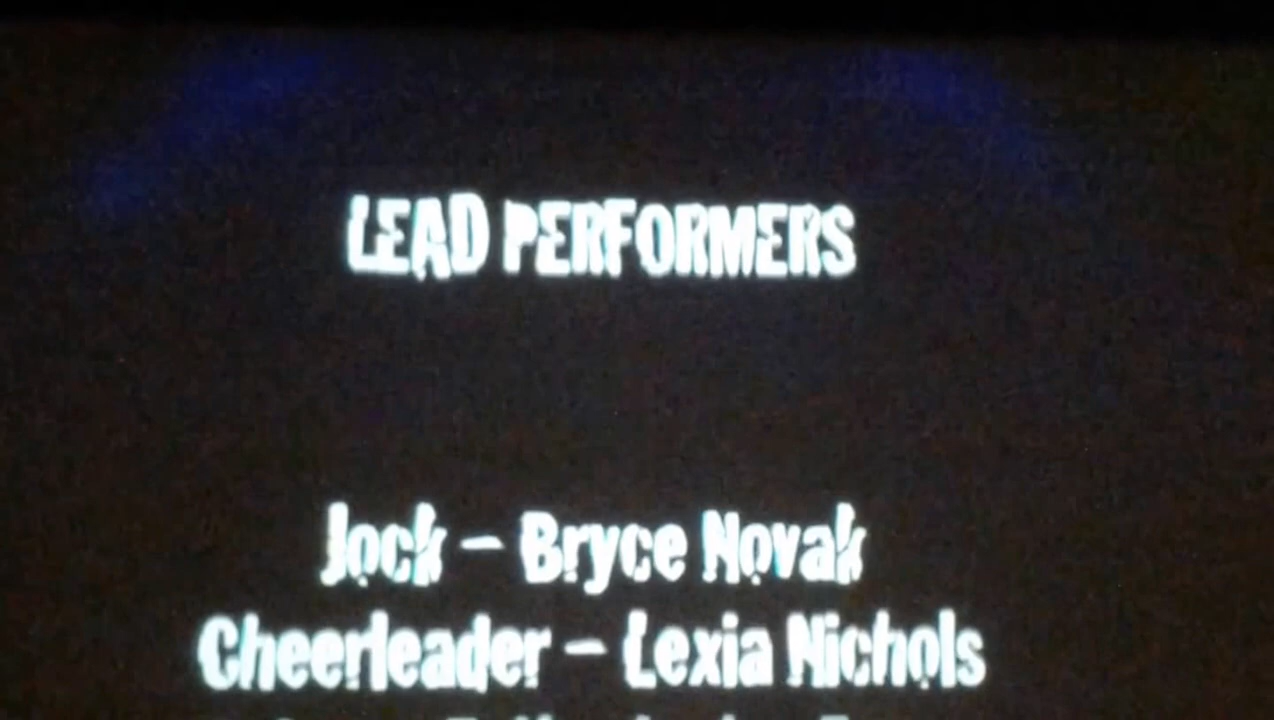 LEAD PERFORMERS
Jock – Bryce Novak
Cheerleader – Lexia Nichols